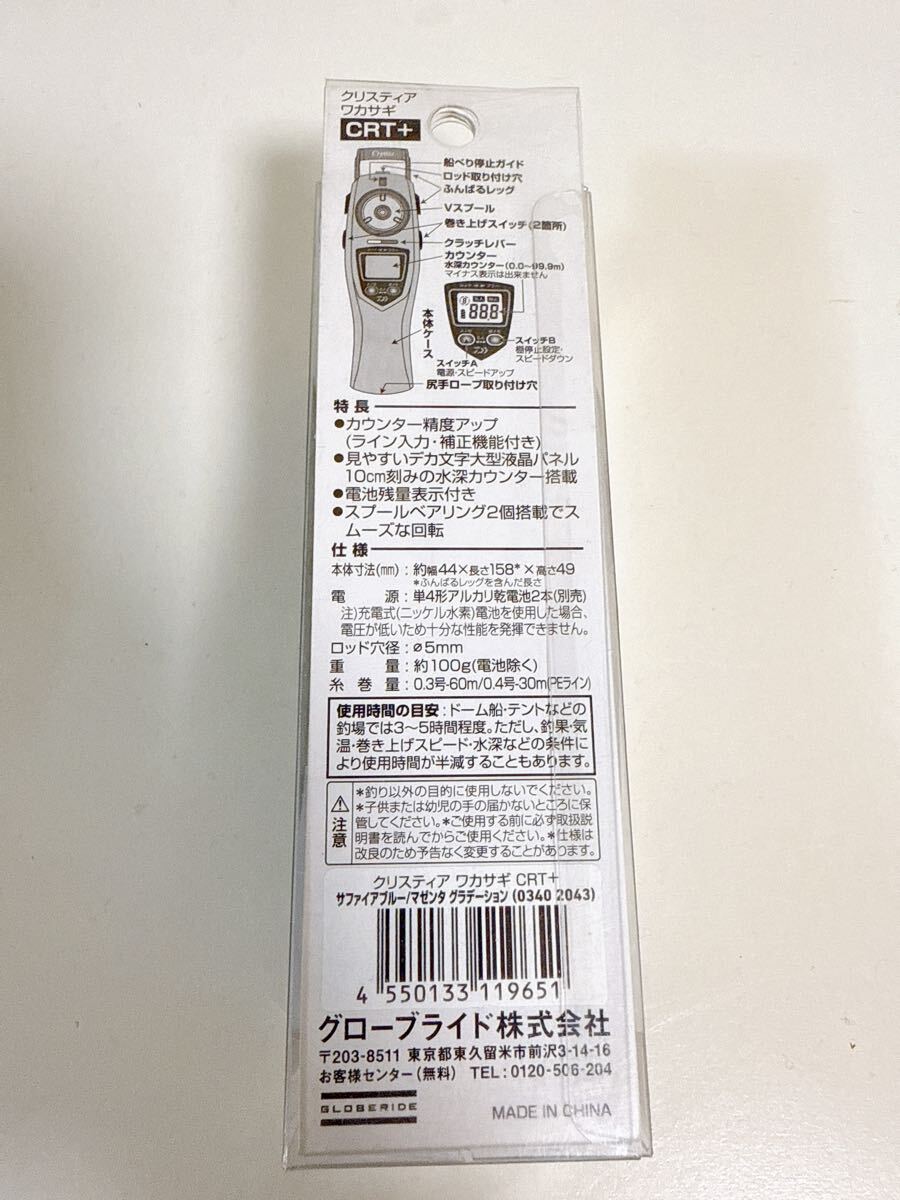 クリスティア
ワカサギ
CRT+
Crystia
船べり停止ガイド
ロッド取り付け穴
ふんばるレッグ
Vスプール
巻き上げスイッチ(2箇所)
クラッチレバー
カウンター
水深カウンター(0.0〜99.9m)
マイナス表示は出来ません
888
本体ケース
スイッチB
棚停止設定・
スピードダウン
スイッチA
電源・スピードアップ
尻手ロープ取り付け穴
特長
●カウンター精度アップ
(ライン入力・補正機能付き)
●見やすいデカ文字大型液晶パネル
10cm刻みの水深カウンター搭載
●電池残量表示付き
●スプールベアリング2個搭載でス
ムーズな回転
仕様
本体寸法(mm):約幅44×長さ158*×高さ49
*ふんばるレッグを含んだ長さ
電 源:単4形アルカリ乾電池2本(別売)
注)充電式(ニッケル水素)電池を使用した場合、
電圧が低いため十分な性能を発揮できません。
ロッド穴径:ø5mm
重 量:約100g(電池除く)
糸 巻 量:0.3号-60m/0.4号-30m(PEライン)
使用時間の目安:ドーム船・テントなどの
釣場では3〜5時間程度。ただし、釣果・気
温・巻き上げスピード・水深などの条件に
より使用時間が半減することもあります。
注意
*釣り以外の目的に使用しないでください。
*子供または幼児の手の届かないところに保
管してください。*ご使用する前に必ず取扱説
明書を読んでからご使用ください。*仕様は
改良のため予告なく変更することがあります。
クリスティア ワカサギ CRT+
サファイアブルー/マゼンタ グラデーション (0340 2043)
4 550133 119651
グローブライド株式会社
〒203-8511 東京都東久留米市前沢3-14-16
お客様センター(無料) TEL:0120-506-204
GLOBERIDE
MADE IN CHINA